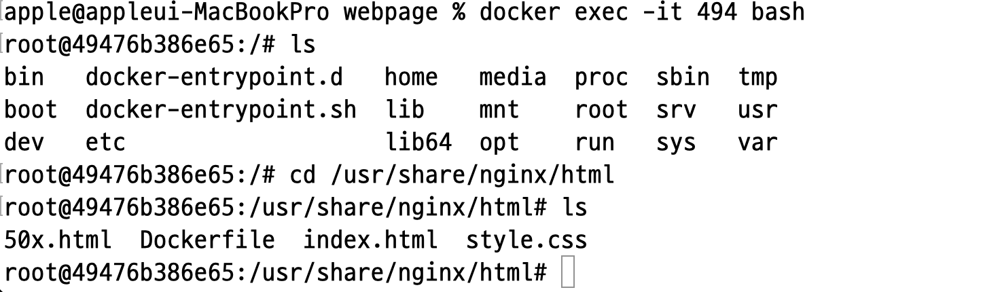 apple@appleui-MacBookPro webpage % docker exec -it 494 bash
root@49476b386e65:/# ls
bin   docker-entrypoint.d   home   media  proc  sbin  tmp
boot  docker-entrypoint.sh  lib    mnt    root  srv   usr
dev   etc                   lib64  opt    run   sys   var
root@49476b386e65:/# cd /usr/share/nginx/html
root@49476b386e65:/usr/share/nginx/html# ls
50x.html  Dockerfile  index.html  style.css
root@49476b386e65:/usr/share/nginx/html#